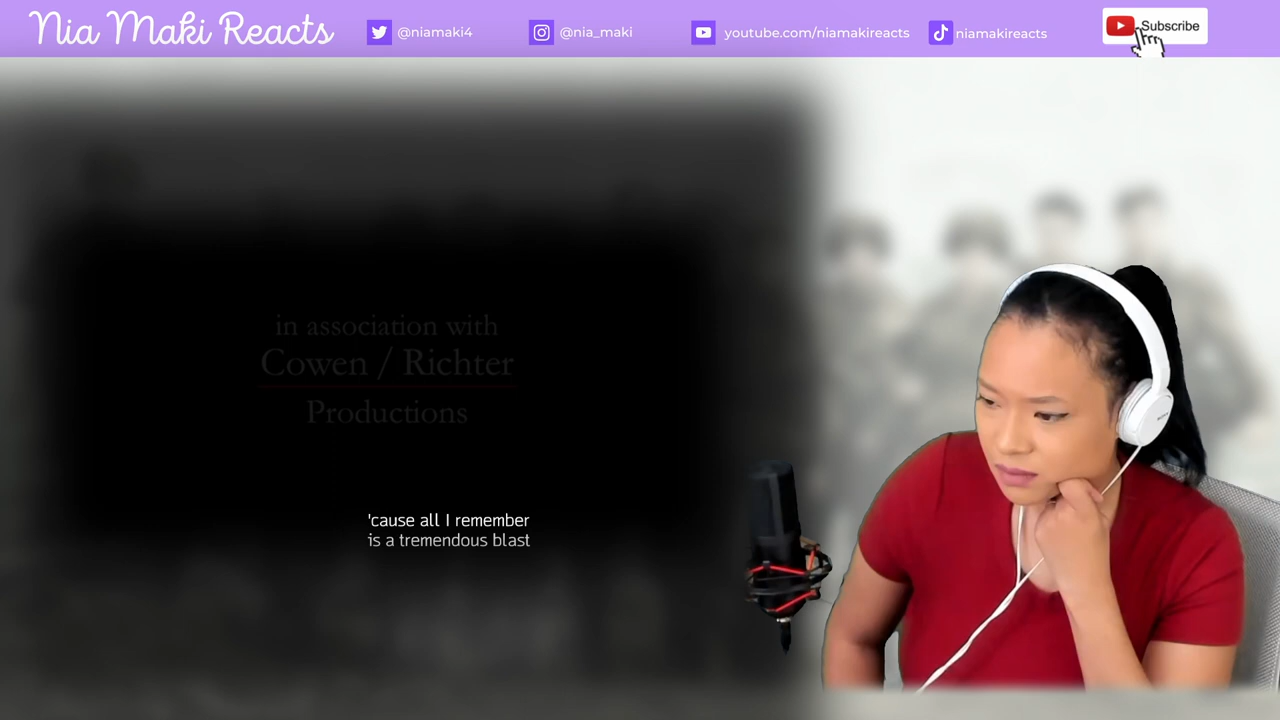 Nia Maki Reacts
@niamaki4
@nia_maki
youtube.com/niamakireacts
niamakireacts
Subscribe
in association with
Cowen / Richter
Productions
'cause all I remember
is a tremendous blast